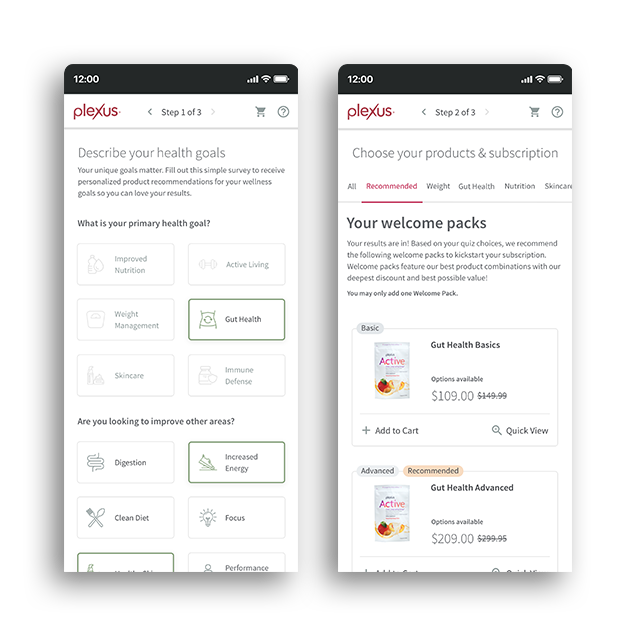 12:00
plexus
Step 1 of 3
Describe your health goals
Your unique goals matter. Fill out this simple survey to receive
personalized product recommendations for your wellness
goals so you can love your results.
What is your primary health goal?
Improved
Nutrition
Active Living
Weight
Management
Gut Health
Skincare
Immune
Defense
Are you looking to improve other areas?
Digestion
Increased
Energy
Clean Diet
Focus
Performance
12:00
plexus
Step 2 of 3
Choose your products & subscription
All Recommended Weight Gut Health Nutrition Skincare
Your welcome packs
Your results are in! Based on your quiz choices, we recommend
the following welcome packs to kickstart your subscription.
Welcome packs feature our best product combinations with our
deepest discount and best possible value!
You may only add one Welcome Pack.
Basic
plexus
Active
Gut Health Basics
Options available
$109.00 $149.99
+ Add to Cart
Quick View
Advanced Recommended
plexus
Active
Gut Health Advanced
Options available
$209.00 $299.95